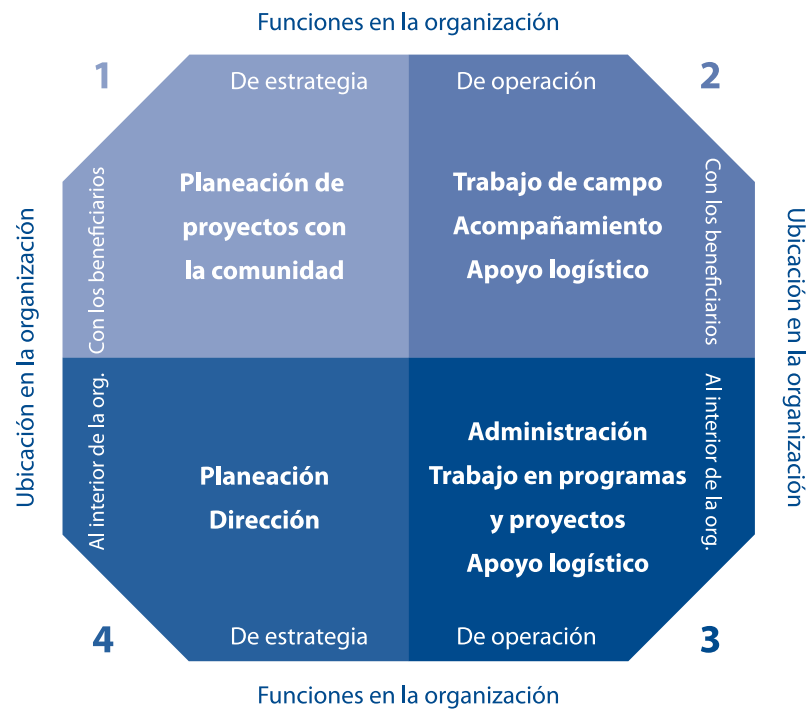 Funciones en la organización
1
De estrategia
De operación
2
Ubicación en la organización
Con los beneficiarios
Planeación de
proyectos con
la comunidad
Trabajo de campo
Acompañamiento
Apoyo logístico
Con los beneficiarios
Ubicación en la organización
Al interior de la org.
Planeación
Dirección
Administración
Trabajo en programas
y proyectos
Apoyo logístico
Al interior de la org.
4
De estrategia
De operación
3
Funciones en la organización